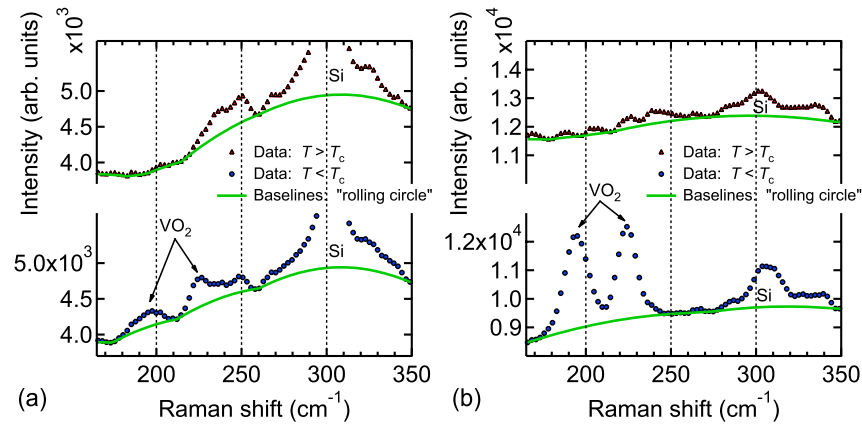 x10³
Intensity (arb. units)
5.0
4.5
4.0
Si
Data: T > Tc
Data: T < Tc
Baselines: "rolling circle"
VO₂
5.0x10³
4.5
4.0
Si
200 250 300 350
(a) Raman shift (cm⁻¹)
x10⁴
Intensity (arb. units)
1.4
1.3
1.2
1.1
Si
Data: T > Tc
Data: T < Tc
Baselines: "rolling circle"
VO₂
1.2x10⁴
1.1
1.0
0.9
Si
200 250 300 350
(b) Raman shift (cm⁻¹)